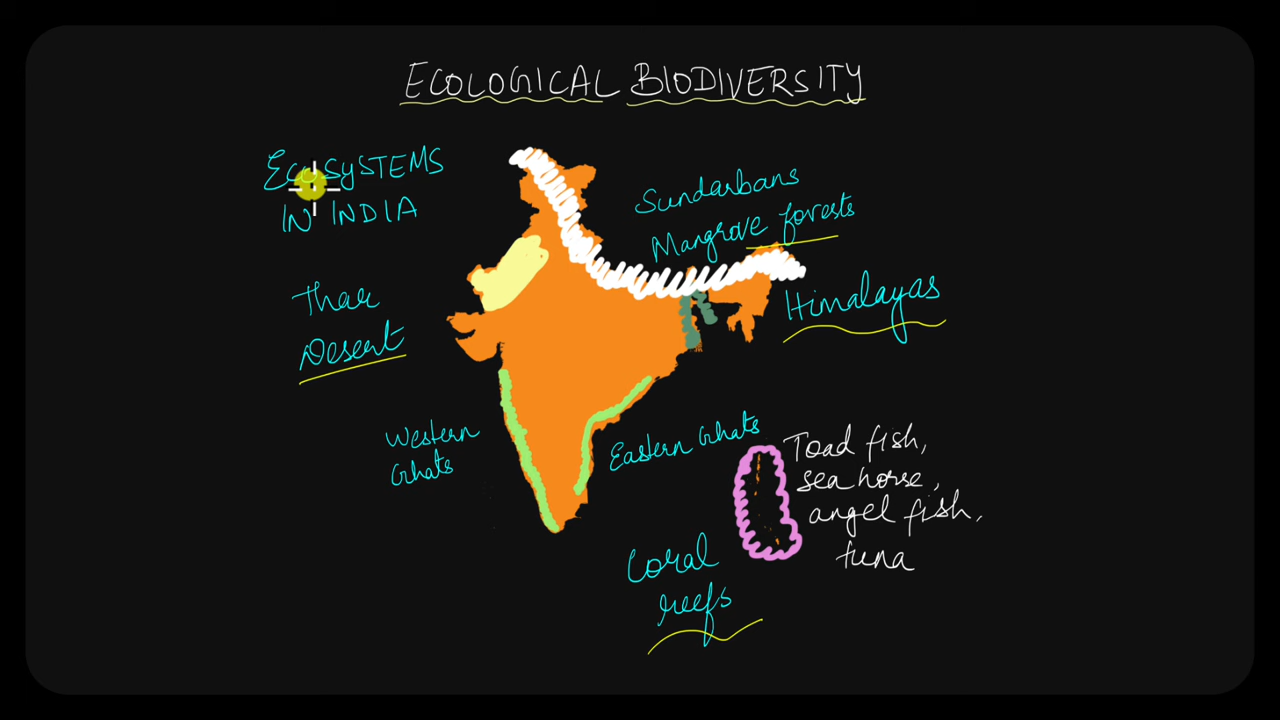 ECOLOGICAL BIODIVERSITY
ECOSYSTEMS
IN INDIA
Sundarbans
Mangrove forests
Himalayas
Thar
Desert
Western
Ghats
Eastern Ghats
Toad fish,
sea horse,
angel fish,
tuna
Coral
reefs